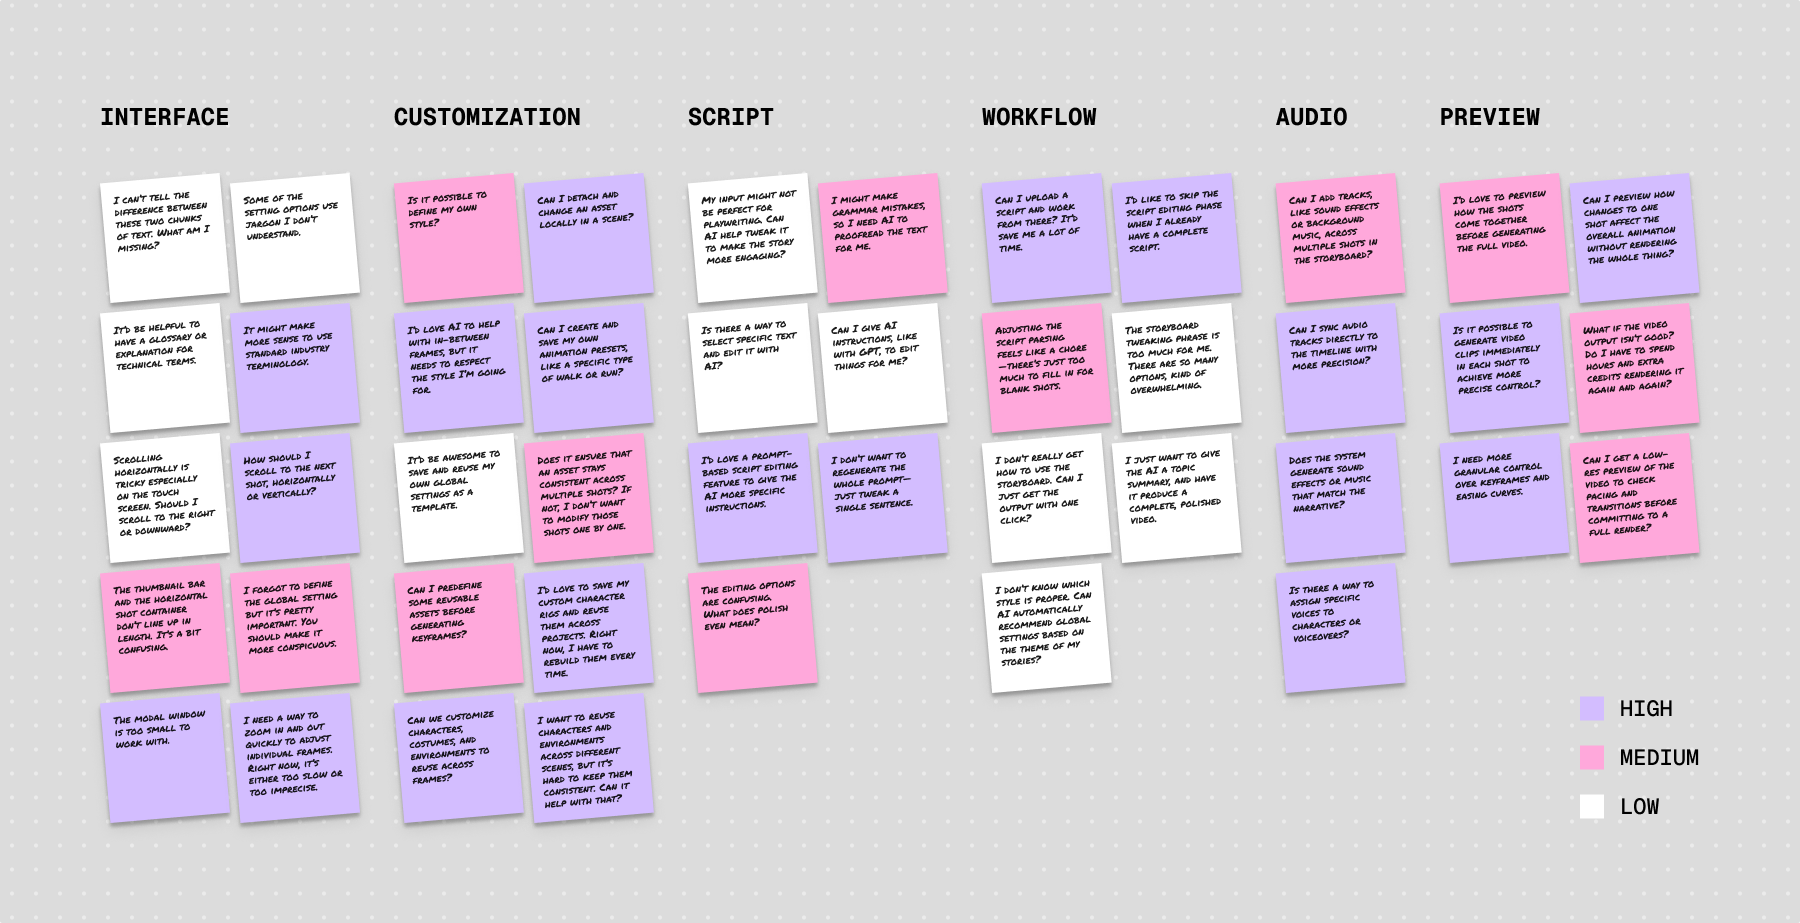 INTERFACE
I can't tell the
difference between
these two chunks
of text. What am I
missing?
Some of the
setting options use
jargon I don't
understand.
It'd be helpful to
have a glossary or
explanation for
technical terms.
It might make
more sense to use
standard industry
terminology.
Scrolling
horizontally is
tricky especially
on the touch
screen. Should I
scroll to the right
or downward?
How should I
scroll to the next
shot, horizontally
or vertically?
The thumbnail bar
and the horizontal
shot container
don't line up in
length. It's a bit
confusing.
I forgot to define
the global setting
but it's pretty
important. You
should make it
more conspicuous.
The modal window
is too small to
work with.
I need a way to
zoom in and out
quickly to adjust
individual frames.
Right now, it's
either too slow or
too imprecise.
CUSTOMIZATION
Is it possible to
define my own
style?
Can I detach and
change an asset
locally in a scene?
I'd love AI to help
with in-between
frames, but it
needs to respect
the style I'm going
for.
Can I create and
save my own
animation presets,
like a specific type
of walk or run?
It'd be awesome to
save and reuse my
own global
settings as a
template.
Does it ensure that
an asset stays
consistent across
multiple shots? If
not, I don't want
to modify those
shots one by one.
Can I predefine
some reusable
assets before
generating
keyframes?
I'd love to save my
custom character
rigs and reuse
them across
projects. Right
now, I have to
rebuild them every
time.
Can we customize
characters,
costumes, and
environments to
reuse across
frames?
I want to reuse
characters and
environments
across different
scenes, but it's
hard to keep them
consistent. Can it
help with that?
SCRIPT
My input might not
be perfect for
playwriting. Can
AI help tweak it
to make the story
more engaging?
I might make
grammar mistakes,
so I need AI to
proofread the text
for me.
Is there a way to
select specific text
and edit it with
AI?
Can I give AI
instructions, like
with GPT, to edit
things for me?
I'd love a prompt-
based script editing
feature to give the
AI more specific
instructions.
I don't want to
regenerate the
whole prompt—
just tweak a
single sentence.
The editing options
are confusing.
What does polish
even mean?
WORKFLOW
Can I upload a
script and work
from there? It'd
save me a lot of
time.
I'd like to skip the
script editing phase
when I already
have a complete
script.
Adjusting the
script parsing
feels like a chore
—there's just too
much to fill in for
blank shots.
The storyboard
tweaking phrase is
too much for me.
There are so many
options, kind of
overwhelming.
I don't really get
how to use the
storyboard. Can I
just get the
output with one
click?
I just want to give
the AI a topic
summary, and have
it produce a
complete, polished
video.
I don't know which
style is proper. Can
AI automatically
recommend global
settings based on
the theme of my
stories?
AUDIO
Can I add tracks,
like sound effects
or background
music, across
multiple shots in
the storyboard?
Can I sync audio
tracks directly to
the timeline with
more precision?
Does the system
generate sound
effects or music
that match the
narrative?
Is there a way to
assign specific
voices to
characters or
voiceovers?
PREVIEW
I'd love to preview
how the shots
come together
before generating
the full video.
Can I preview how
changes to one
shot affect the
overall animation
without rendering
the whole thing?
Is it possible to
generate video
clips immediately
in each shot to
achieve more
precise control?
What if the video
output isn't good?
Do I have to spend
hours and extra
credits rendering it
again and again?
I need more
granular control
over keyframes and
easing curves.
Can I get a low-
res preview of the
video to check
pacing and
transitions before
committing to a
full render?
HIGH
MEDIUM
LOW